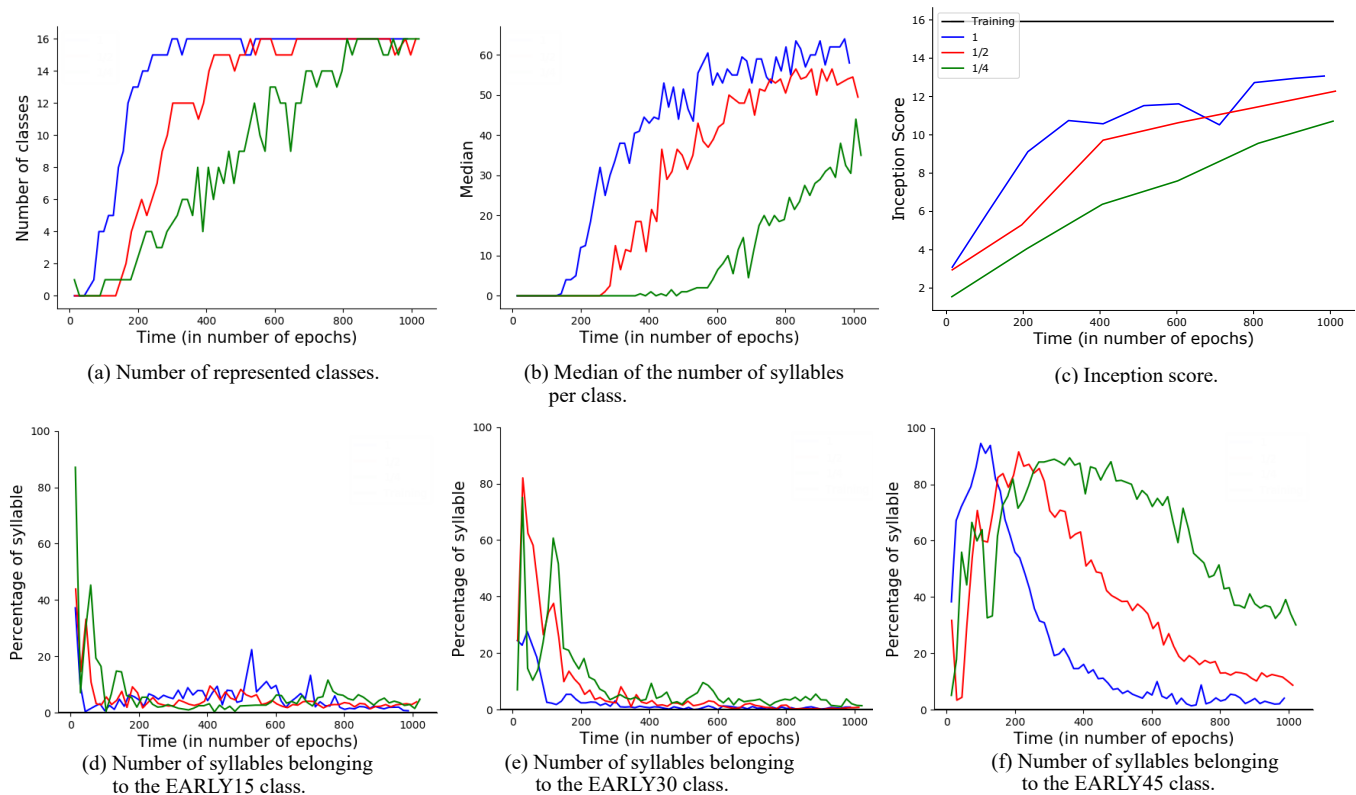 Number of classes
16
14
12
10
8
6
4
2
0
0 200 400 600 800 1000
Time (in number of epochs)
(a) Number of represented classes.
Median
60
50
40
30
20
10
0
0 200 400 600 800 1000
Time (in number of epochs)
(b) Median of the number of syllables
per class.
Inception Score
16
14
12
10
8
6
4
2
Training
1
1/2
1/4
0 200 400 600 800 1000
Time (in number of epochs)
(c) Inception score.
Percentage of syllable
100
80
60
40
20
0
0 200 400 600 800 1000
Time (in number of epochs)
(d) Number of syllables belonging
to the EARLY15 class.
Percentage of syllable
100
80
60
40
20
0
0 200 400 600 800 1000
Time (in number of epochs)
(e) Number of syllables belonging
to the EARLY30 class.
Percentage of syllable
100
80
60
40
20
0
0 200 400 600 800 1000
Time (in number of epochs)
(f) Number of syllables belonging
to the EARLY45 class.